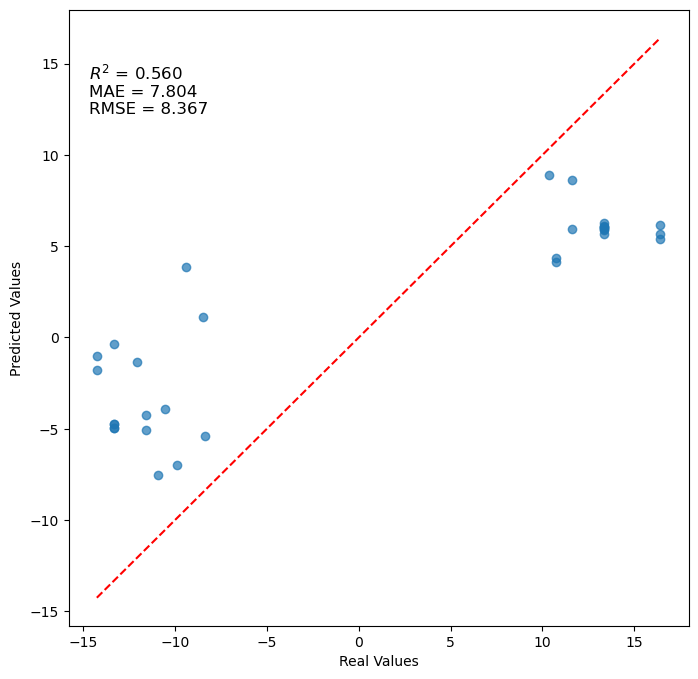 R² = 0.560
MAE = 7.804
RMSE = 8.367
15
10
5
0
−5
−10
−15
Predicted Values
−15 −10 −5 0 5 10 15
Real Values